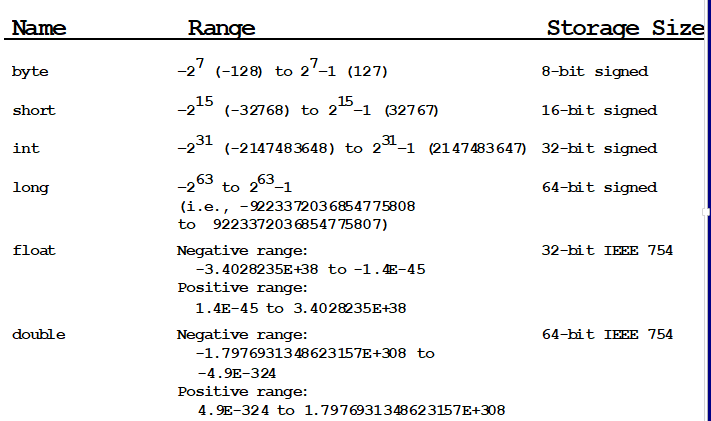 Name Range Storage Size
byte -2^7 (-128) to 2^7-1 (127) 8-bit signed
short -2^15 (-32768) to 2^15-1 (32767) 16-bit signed
int -2^31 (-2147483648) to 2^31-1 (2147483647) 32-bit signed
long -2^63 to 2^63-1 64-bit signed
(i.e., -9223372036854775808
to 9223372036854775807)
float Negative range: 32-bit IEEE 754
-3.4028235E+38 to -1.4E-45
Positive range:
1.4E-45 to 3.4028235E+38
double Negative range: 64-bit IEEE 754
-1.7976931348623157E+308 to
-4.9E-324
Positive range:
4.9E-324 to 1.7976931348623157E+308